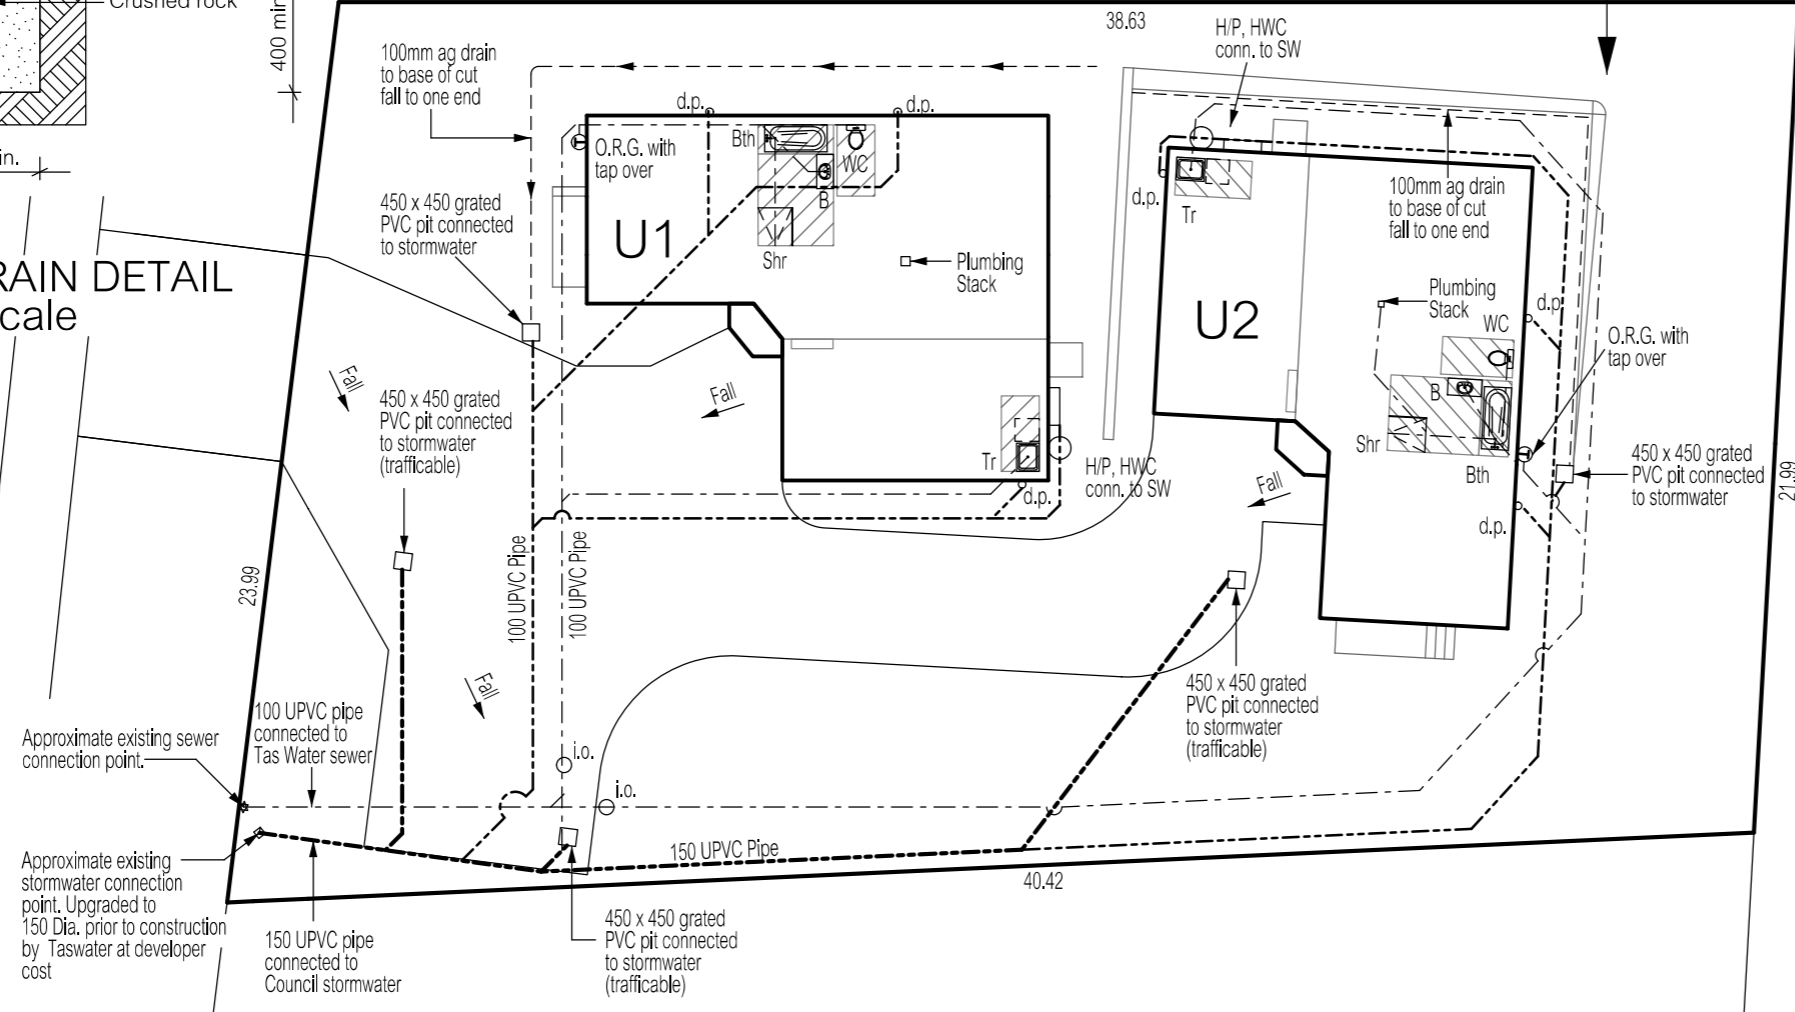 Crushed rock
400 min
in.
RAIN DETAIL
cale
38.63
H/P, HWC
conn. to SW
100mm ag drain
to base of cut
fall to one end
d.p.
d.p.
O.R.G. with
tap over
Bth
WC
B
Shr
U1
Plumbing
Stack
450 x 450 grated
PVC pit connected
to stormwater
Fall
450 x 450 grated
PVC pit connected
to stormwater
(trafficable)
Fall
Tr
d.p.
H/P, HWC
conn. to SW
d.p.
Tr
U2
100mm ag drain
to base of cut
fall to one end
Plumbing
Stack
WC
d.p.
O.R.G. with
tap over
B
Shr
Bth
d.p.
450 x 450 grated
PVC pit connected
to stormwater
21.99
Fall
23.99
100 UPVC Pipe
100 UPVC Pipe
Fall
450 x 450 grated
PVC pit connected
to stormwater
(trafficable)
Approximate existing sewer
connection point.
100 UPVC pipe
connected to
Tas Water sewer
i.o.
i.o.
150 UPVC Pipe
40.42
Approximate existing
stormwater connection
point. Upgraded to
150 Dia. prior to construction
by Taswater at developer
cost
150 UPVC pipe
connected to
Council stormwater
450 x 450 grated
PVC pit connected
to stormwater
(trafficable)